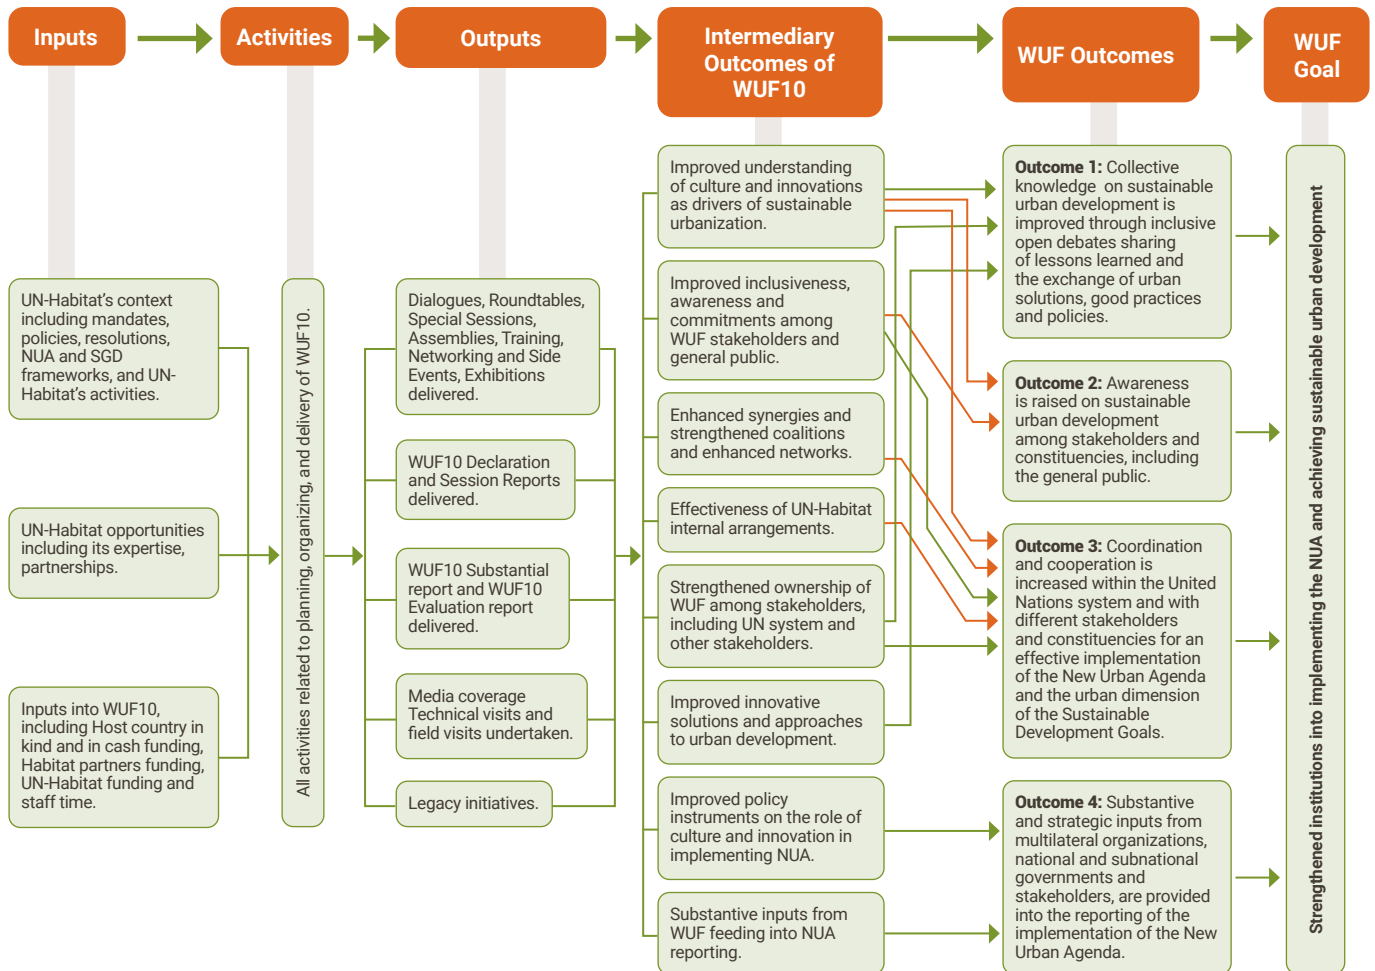 Inputs
Activities
Outputs
Intermediary
Outcomes of
WUF10
WUF Outcomes
WUF
Goal
UN-Habitat's context
including mandates,
policies, resolutions,
NUA and SGD
frameworks, and UN-
Habitat's activities.
UN-Habitat opportunities
including its expertise,
partnerships.
Inputs into WUF10,
including Host country in
kind and in cash funding,
Habitat partners funding,
UN-Habitat funding and
staff time.
All activities related to planning, organizing, and delivery of WUF10.
Dialogues, Roundtables,
Special Sessions,
Assemblies, Training,
Networking and Side
Events, Exhibitions
delivered.
WUF10 Declaration
and Session Reports
delivered.
WUF10 Substantial
report and WUF10
Evaluation report
delivered.
Media coverage
Technical visits and
field visits undertaken.
Legacy initiatives.
Improved understanding
of culture and innovations
as drivers of sustainable
urbanization.
Improved inclusiveness,
awareness and
commitments among
WUF stakeholders and
general public.
Enhanced synergies and
strengthened coalitions
and enhanced networks.
Effectiveness of UN-Habitat
internal arrangements.
Strengthened ownership of
WUF among stakeholders,
including UN system and
other stakeholders.
Improved innovative
solutions and approaches
to urban development.
Improved policy
instruments on the role of
culture and innovation in
implementing NUA.
Substantive inputs from
WUF feeding into NUA
reporting.
Outcome 1: Collective
knowledge on sustainable
urban development is
improved through inclusive
open debates sharing
of lessons learned and
the exchange of urban
solutions, good practices
and policies.
Outcome 2: Awareness
is raised on sustainable
urban development
among stakeholders and
constituencies, including
the general public.
Outcome 3: Coordination
and cooperation is
increased within the United
Nations system and with
different stakeholders
and constituencies for an
effective implementation
of the New Urban Agenda
and the urban dimension
of the Sustainable
Development Goals.
Outcome 4: Substantive
and strategic inputs from
multilateral organizations,
national and subnational
governments and
stakeholders, are provided
into the reporting of the
implementation of the New
Urban Agenda.
Strengthened institutions into implementing the NUA and achieving sustainable urban development